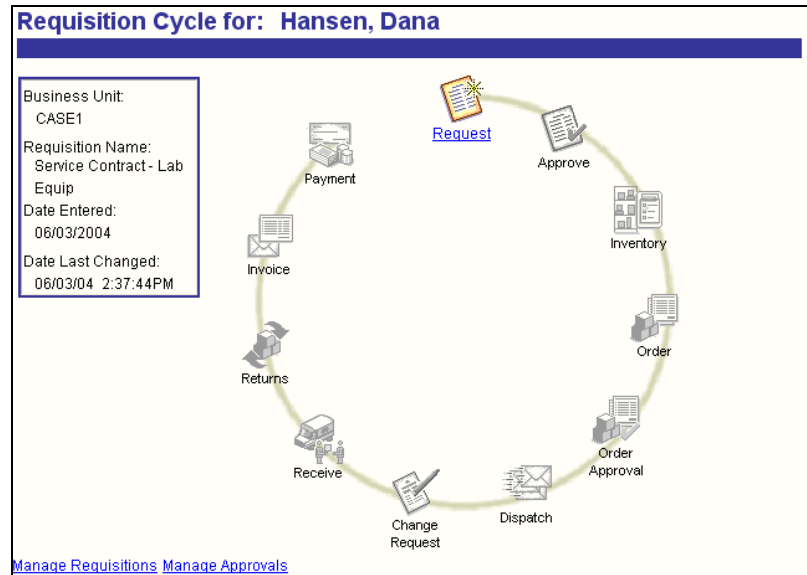 Requisition Cycle for: Hansen, Dana
Business Unit:
CASE1
Requisition Name:
Service Contract - Lab
Equip
Date Entered:
06/03/2004
Date Last Changed:
06/03/04 2:37:44PM
Request
Approve
Inventory
Order
Order
Approval
Dispatch
Change
Request
Receive
Returns
Invoice
Payment
Manage Requisitions Manage Approvals